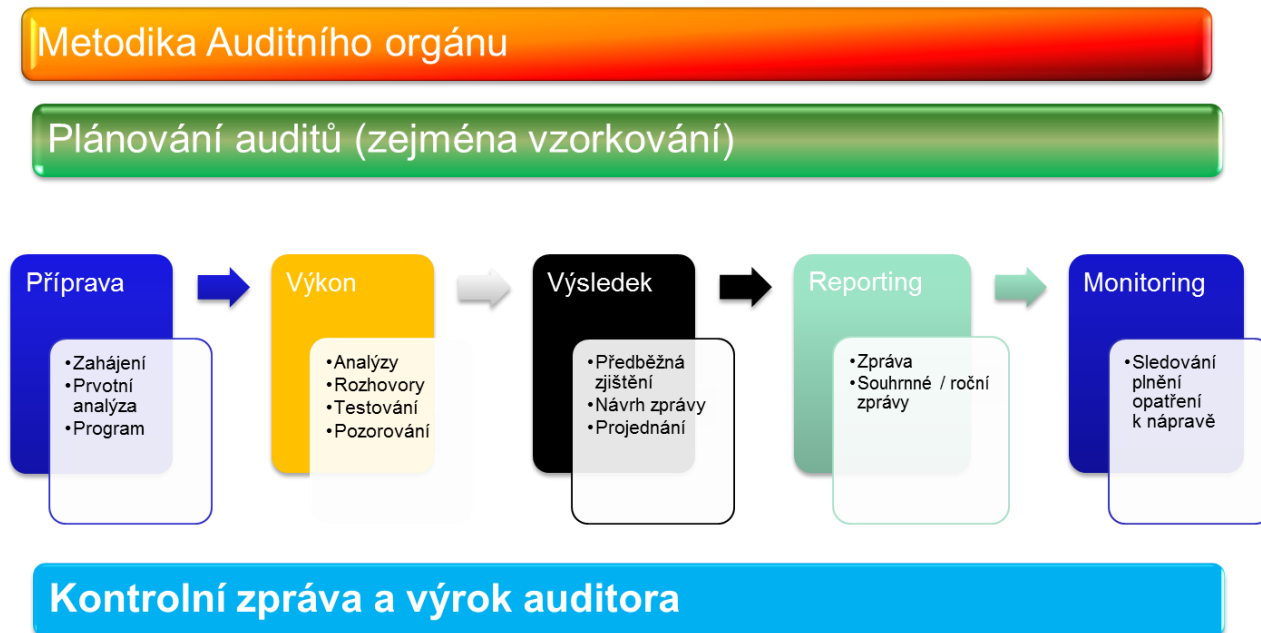 Metodika Auditního orgánu
Plánování auditů (zejména vzorkování)
Příprava
•Zahájení
•Prvotní
analýza
•Program
Výkon
•Analýzy
•Rozhovory
•Testování
•Pozorování
Výsledek
•Předběžná
zjištění
•Návrh zprávy
•Projednání
Reporting
•Zpráva
•Souhrnné / roční
zprávy
Monitoring
•Sledování
plnění
opatření
k nápravě
Kontrolní zpráva a výrok auditora